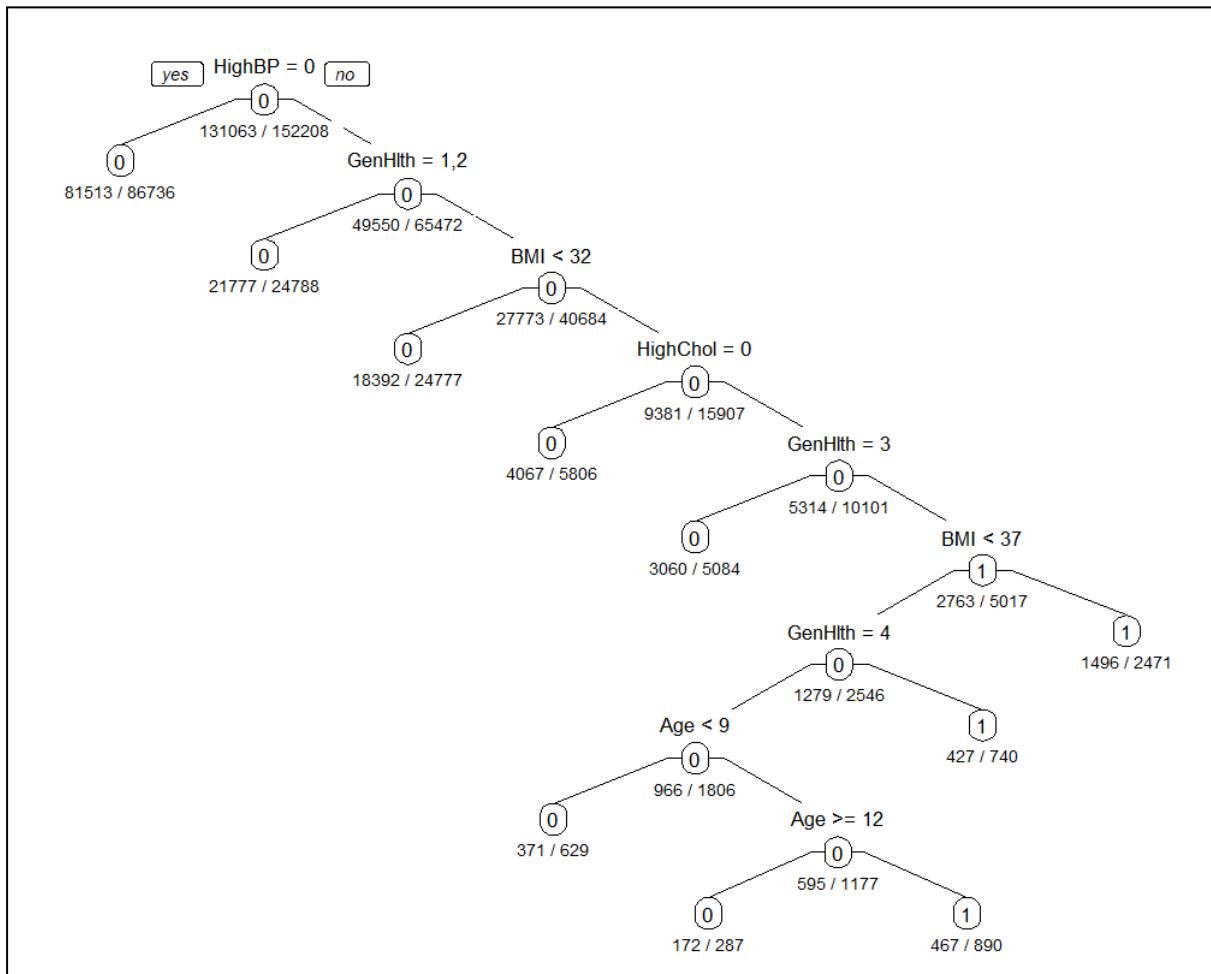 yes HighBP = 0 no
0
131063 / 152208
0
81513 / 86736
GenHlth = 1,2
0
49550 / 65472
0
21777 / 24788
BMI < 32
0
27773 / 40684
0
18392 / 24777
HighChol = 0
0
9381 / 15907
0
4067 / 5806
GenHlth = 3
0
5314 / 10101
0
3060 / 5084
BMI < 37
1
2763 / 5017
1
1496 / 2471
GenHlth = 4
0
1279 / 2546
1
427 / 740
Age < 9
0
966 / 1806
0
371 / 629
Age >= 12
0
595 / 1177
0
172 / 287
1
467 / 890